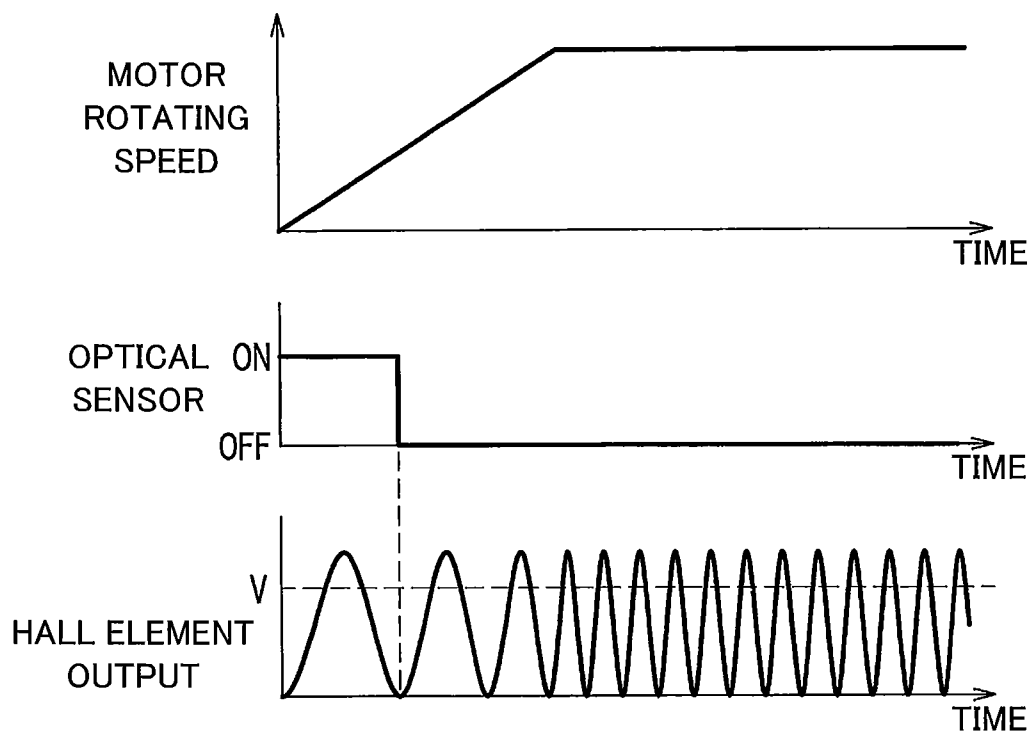 MOTOR
ROTATING
SPEED
TIME
OPTICAL
SENSOR
ON
OFF
TIME
V
HALL ELEMENT
OUTPUT
TIME